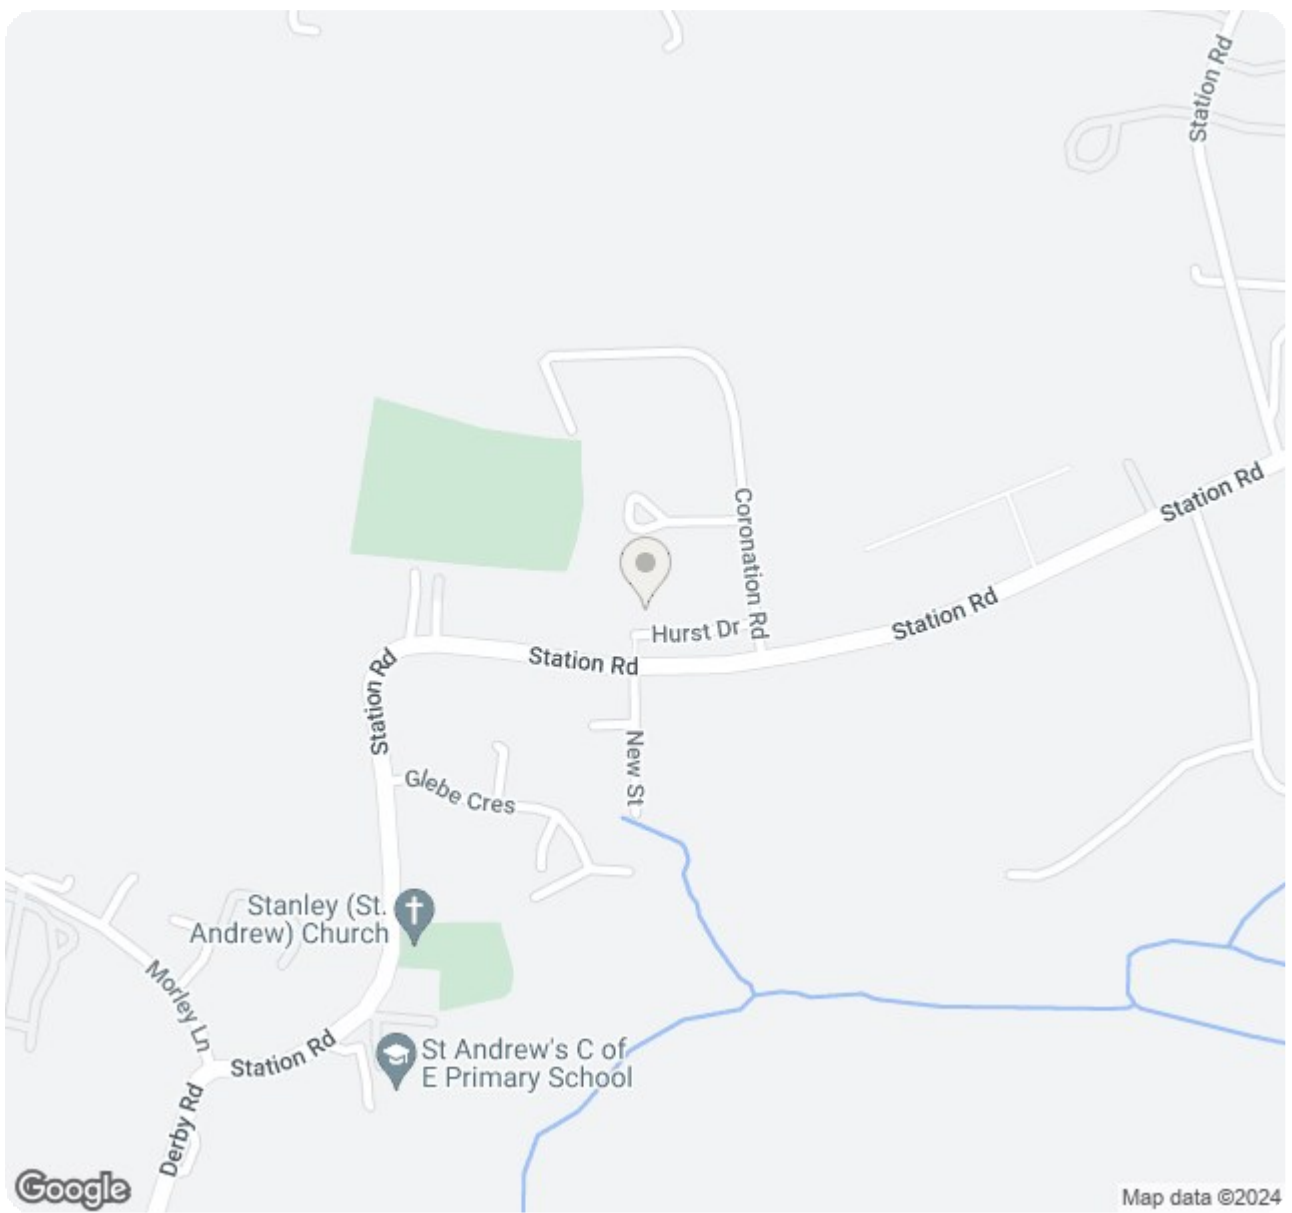 Station Rd
Station Rd
Coronation Rd
Station Rd
Hurst Dr
Station Rd
Station Rd
New St
Glebe Cres
Stanley (St.
Andrew) Church
Morley Ln
Station Rd
St Andrew's C of
E Primary School
Derby Rd
Google
Map data ©2024